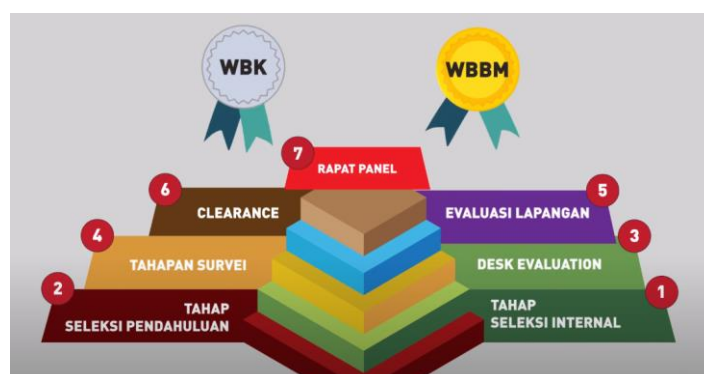 WBK
WBBM
7
RAPAT PANEL
6
CLEARANCE
5
EVALUASI LAPANGAN
4
TAHAPAN SURVEI
3
DESK EVALUATION
2
TAHAP
SELEKSI PENDAHULUAN
1
TAHAP
SELEKSI INTERNAL